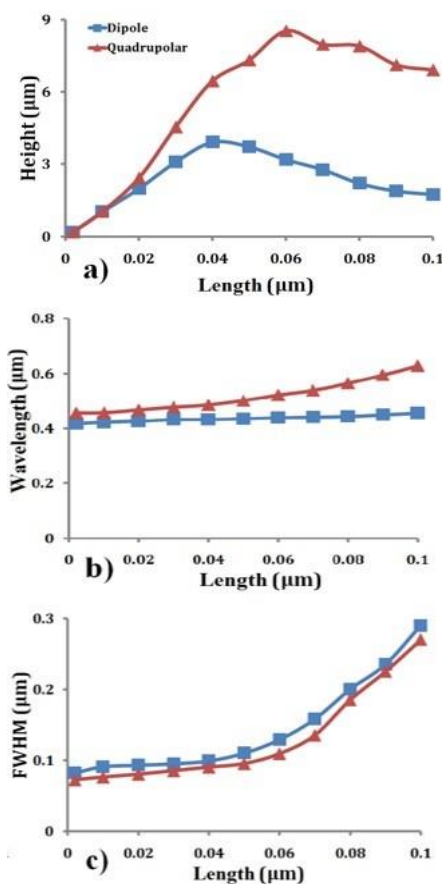 9
Dipole
Quadrupolar
6
Height (µm)
3
0
0 0.02 0.04 0.06 0.08 0.1
a)
Length (µm)
0.8
0.6
Wavelength (µm)
0.4
0.2
0
0 0.02 0.04 0.06 0.08 0.1
b)
Length (µm)
0.3
0.2
FWHM (µm)
0.1
0
0 0.02 0.04 0.06 0.08 0.1
c)
Length (µm)